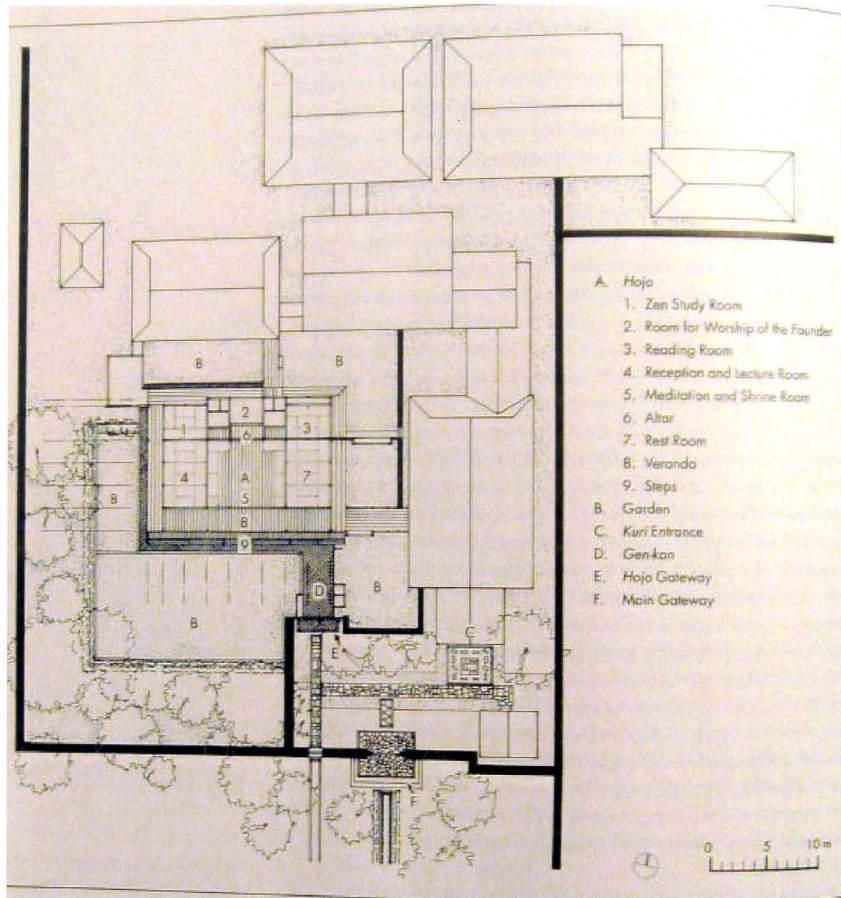 B
B
2
1
6
3
4
A
7
5
B
8
9
D
B
B
E
C
F
A. Hojo
1. Zen Study Room
2. Room for Worship of the Founder
3. Reading Room
4. Reception and Lecture Room
5. Meditation and Shrine Room
6. Altar
7. Rest Room
8. Veranda
9. Steps
B. Garden
C. Kuri Entrance
D. Gen-kan
E. Hojo Gateway
F. Main Gateway
0 5 10 m